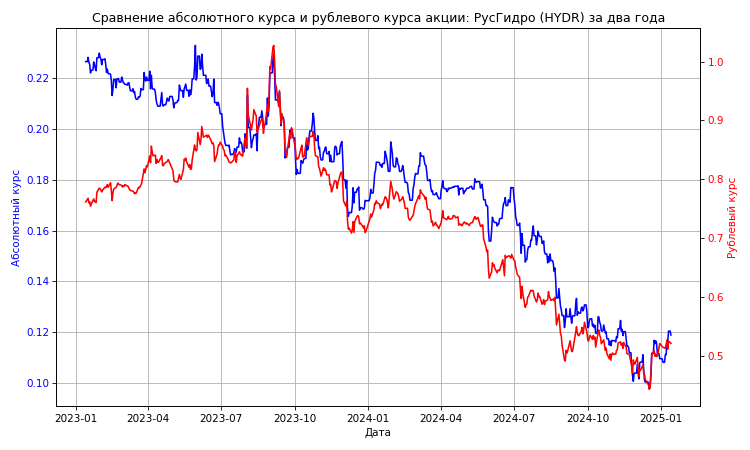 Сравнение абсолютного курса и рублевого курса акции: РусГидро (HYDR) за два года
Абсолютный курс
0.22
0.20
0.18
0.16
0.14
0.12
0.10
1.0
0.9
0.8
0.7
0.6
0.5
Рублевый курс
2023-01 2023-04 2023-07 2023-10 2024-01 2024-04 2024-07 2024-10 2025-01
Дата